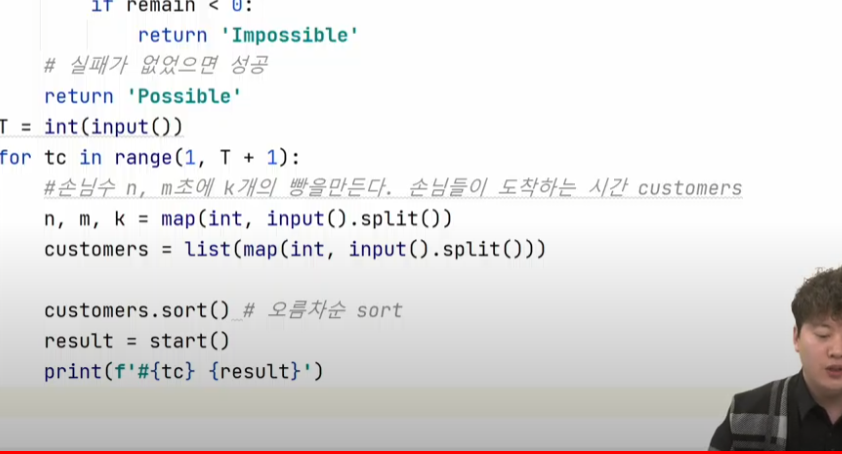 if remain < 0:
return 'Impossible'
# 실패가 없었으면 성공
return 'Possible'
T = int(input())
for tc in range(1, T + 1):
#손님수 n, m초에 k개의 빵을만든다. 손님들이 도착하는 시간 customers
n, m, k = map(int, input().split())
customers = list(map(int, input().split()))
customers.sort() # 오름차순 sort
result = start()
print(f'#{tc} {result}')